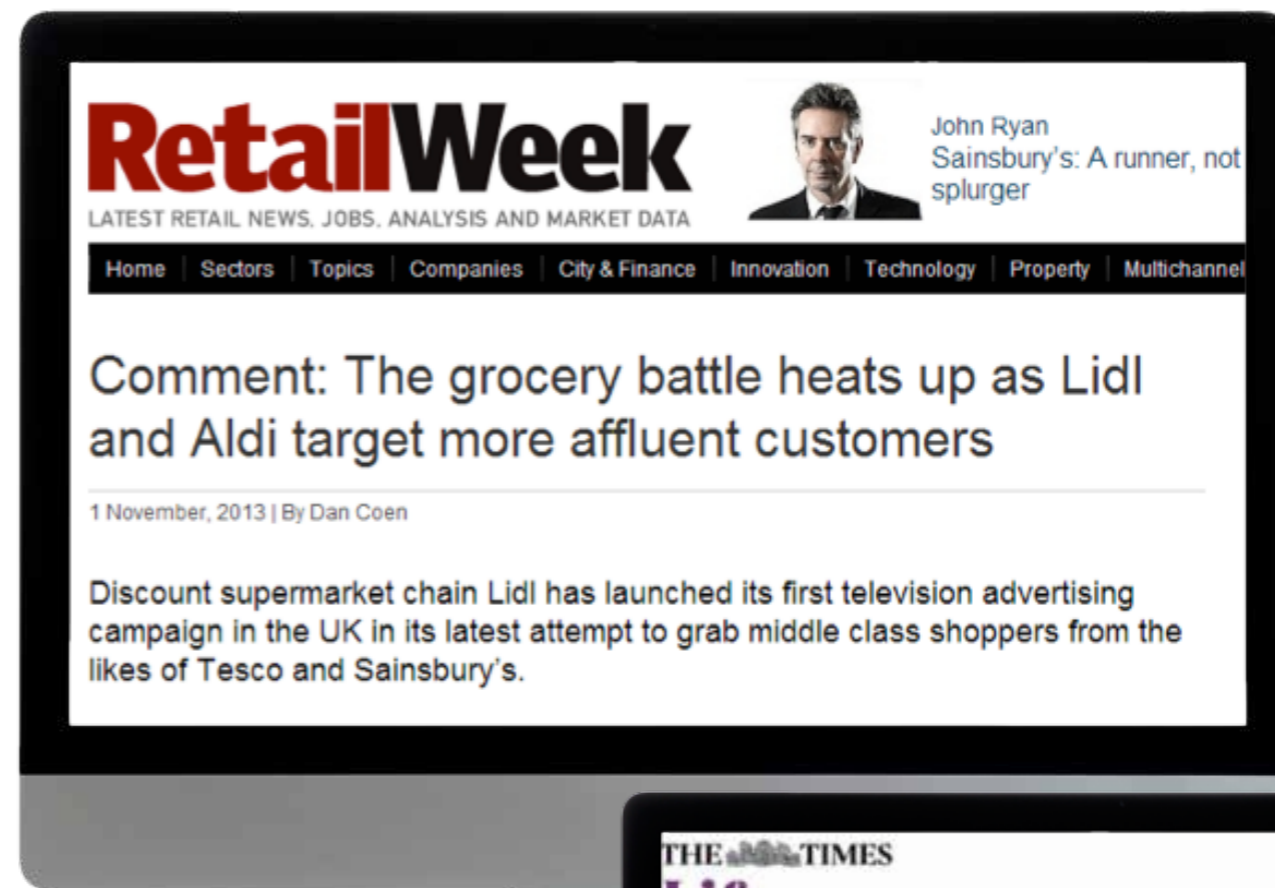 RetailWeek
LATEST RETAIL NEWS, JOBS, ANALYSIS AND MARKET DATA
John Ryan
Sainsbury's: A runner, not
splurger
Home | Sectors | Topics | Companies | City & Finance | Innovation | Technology | Property | Multichannel
Comment: The grocery battle heats up as Lidl
and Aldi target more affluent customers
1 November, 2013 | By Dan Coen
Discount supermarket chain Lidl has launched its first television advertising
campaign in the UK in its latest attempt to grab middle class shoppers from the
likes of Tesco and Sainsbury's.
THE TIMES